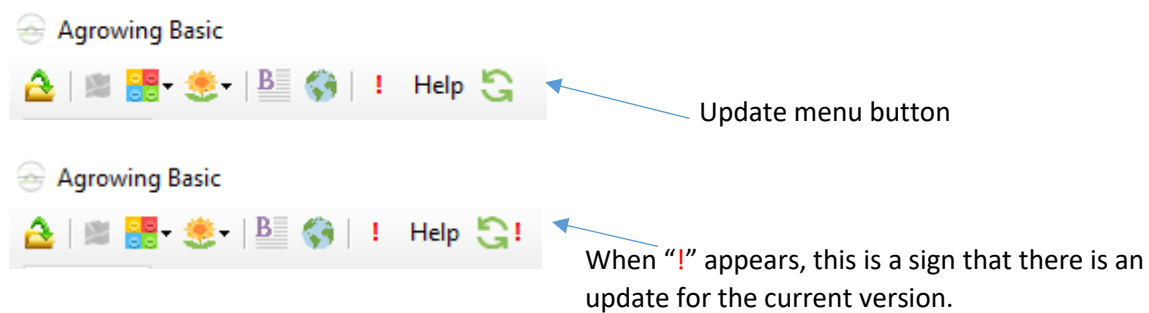 Agrowing Basic
B ! Help
Update menu button
Agrowing Basic
B ! Help !
When “!” appears, this is a sign that there is an
update for the current version.